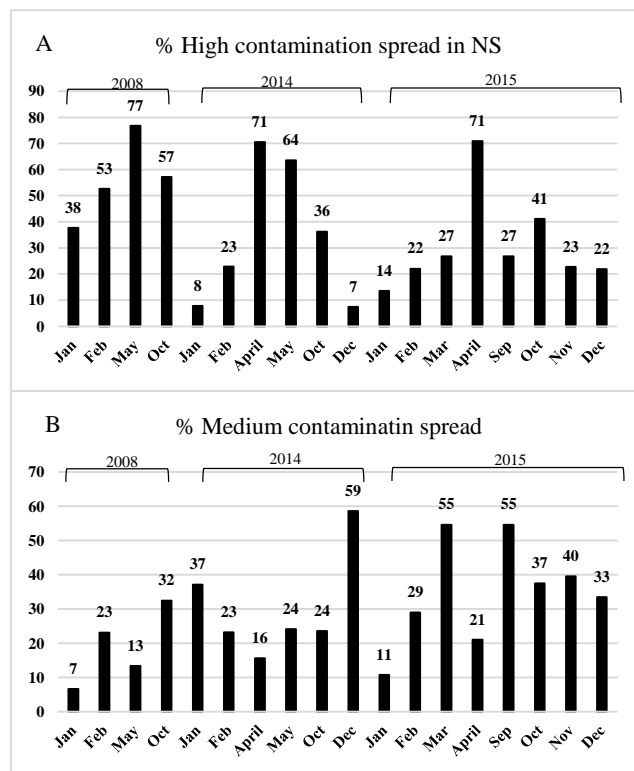 A
% High contamination spread in NS
2008 2014 2015
90
80
70
60
50
40
30
20
10
0
38 53 77 57 8 23 71 64 36 7 14 22 27 71 27 41 23 22
Jan Feb May Oct Jan Feb April May Oct Dec Jan Feb Mar April Sep Oct Nov Dec
B
% Medium contaminatin spread
2008 2014 2015
70
60
50
40
30
20
10
0
7 23 13 32 37 23 16 24 24 59 11 29 55 21 55 37 40 33
Jan Feb May Oct Jan Feb April May Oct Dec Jan Feb Mar April Sep Oct Nov Dec